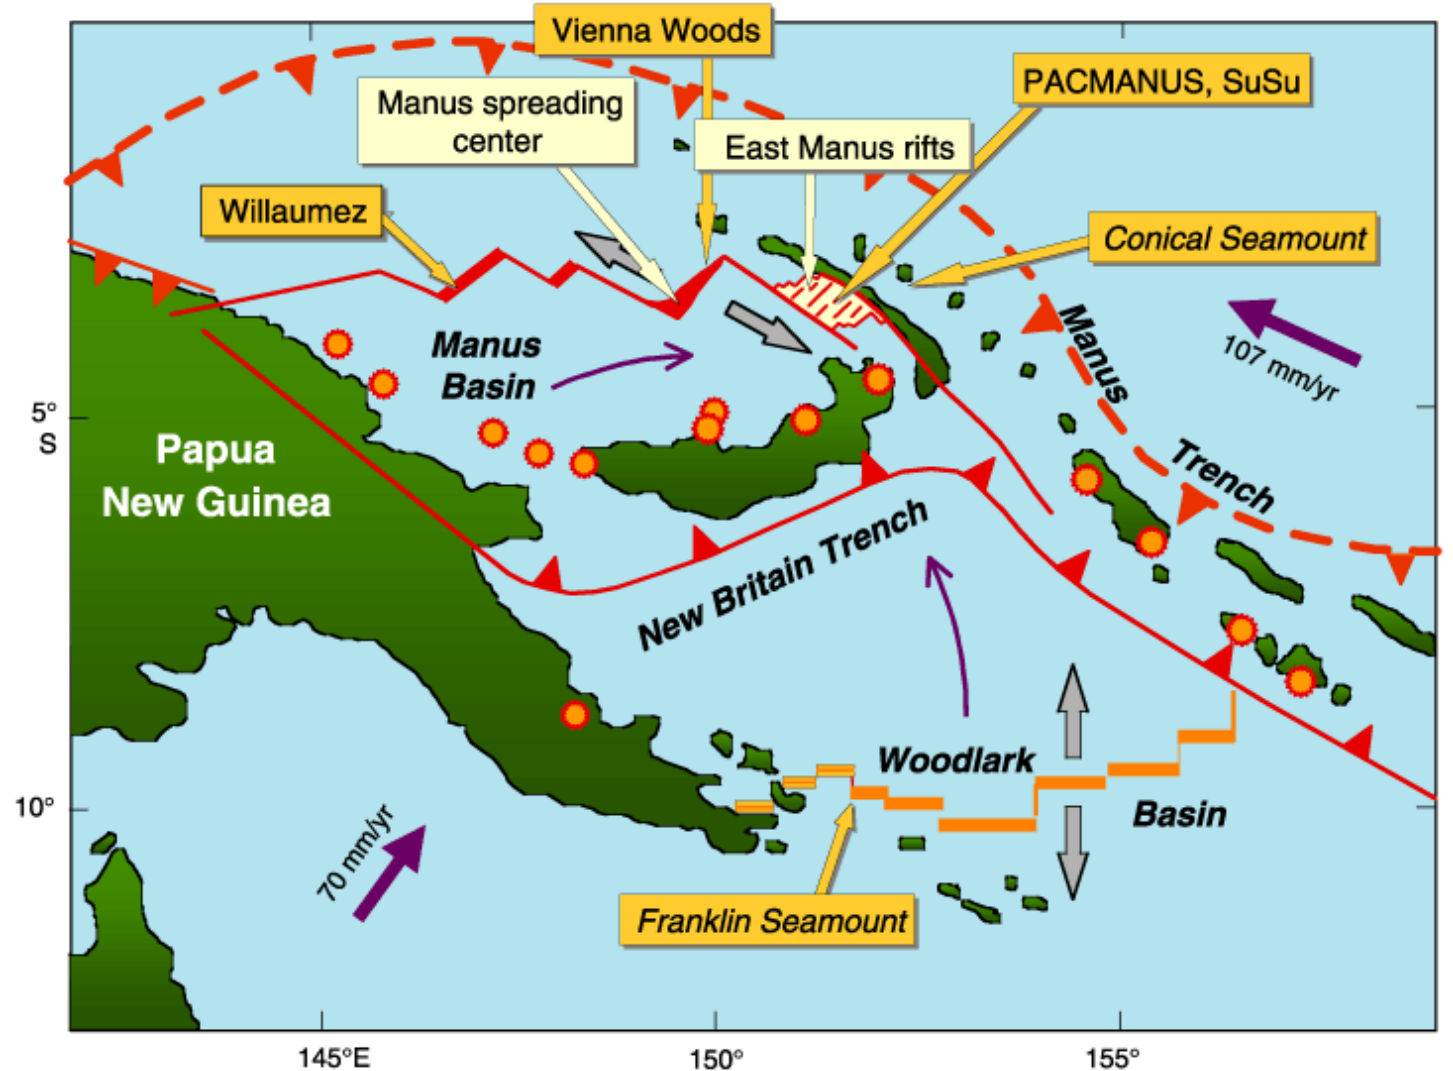 Vienna Woods
PACMANUS, SuSu
Manus spreading
center
East Manus rifts
Willaumez
Conical Seamount
Manus
Basin
Manus
Trench
107 mm/yr
5°
S
Papua
New Guinea
New Britain Trench
Woodlark
Basin
10°
70 mm/yr
Franklin Seamount
145°E
150°
155°